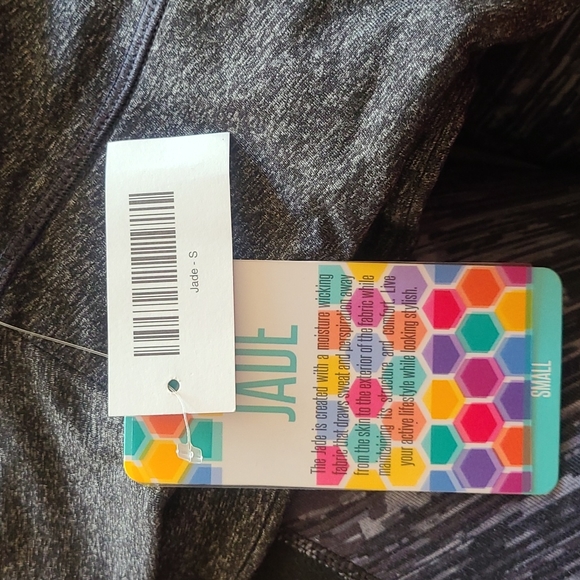 Jade - S
JADE
The Jade is created with a moisture wicking
fabric that draws sweat and perspiration away
from the skin to the exterior of the fabric while
maintaining its structure and comfort. Live
your active lifestyle while looking stylish.
SMALL